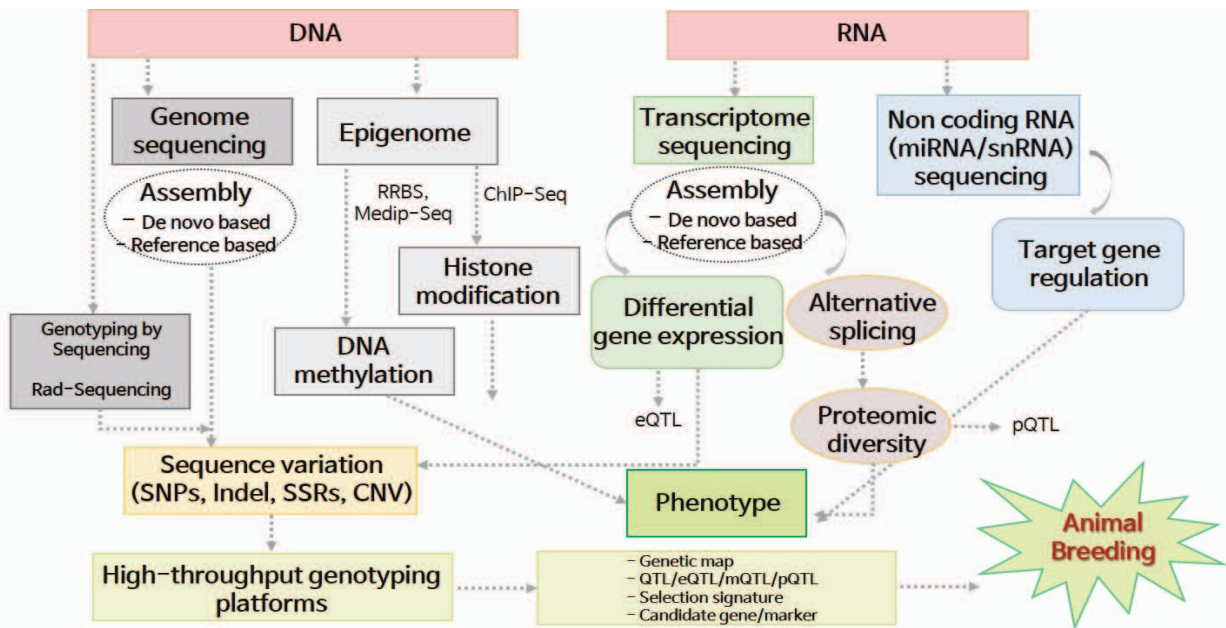 DNA
RNA
Genome
sequencing
Epigenome
Transcriptome
sequencing
Non coding RNA
(miRNA/snRNA)
sequencing
Assembly
- De novo based
- Reference based
RRBS,
Medip-Seq
ChIP-Seq
Assembly
- De novo based
- Reference based
Histone
modification
Target gene
regulation
Differential
gene expression
Alternative
splicing
Genotyping by
Sequencing
Rad-Sequencing
DNA
methylation
eQTL
Proteomic
diversity
pQTL
Sequence variation
(SNPs, Indel, SSRs, CNV)
Phenotype
Animal
Breeding
High-throughput genotyping
platforms
- Genetic map
- QTL/eQTL/mQTL/pQTL
- Selection signature
- Candidate gene/marker